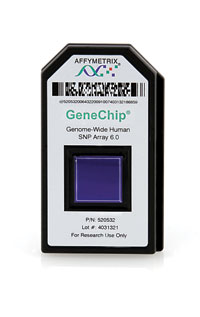 AFFYMETRIX
GeneChip®
Genome-Wide Human
SNP Array 6.0
P/N: 520532
Lot #: 4031321
For Research Use Only